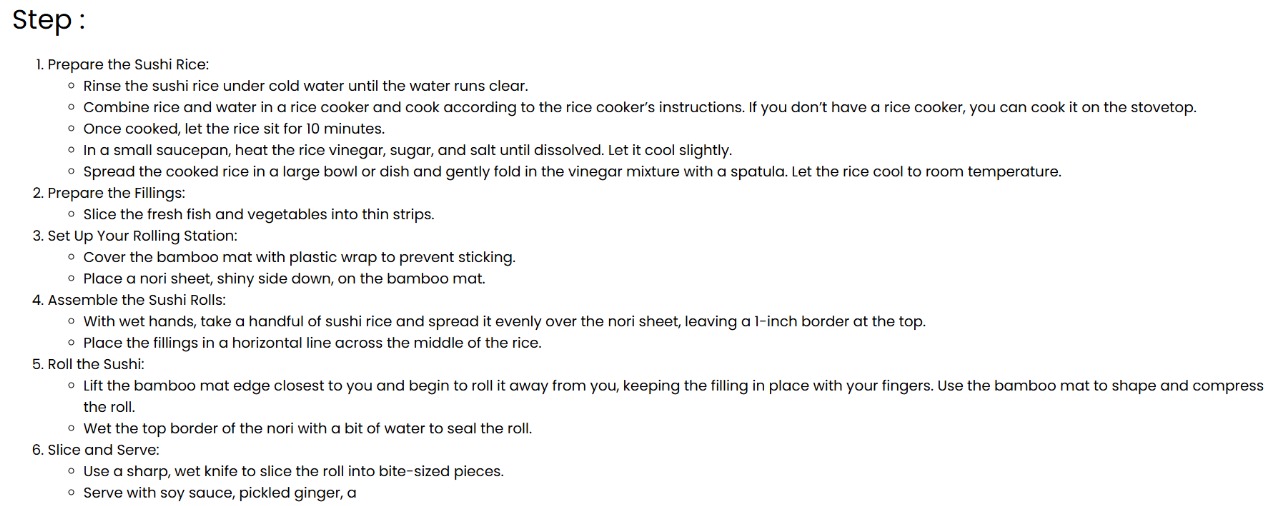 Step :
1. Prepare the Sushi Rice:
Rinse the sushi rice under cold water until the water runs clear.
Combine rice and water in a rice cooker and cook according to the rice cooker’s instructions. If you don’t have a rice cooker, you can cook it on the stovetop.
Once cooked, let the rice sit for 10 minutes.
In a small saucepan, heat the rice vinegar, sugar, and salt until dissolved. Let it cool slightly.
Spread the cooked rice in a large bowl or dish and gently fold in the vinegar mixture with a spatula. Let the rice cool to room temperature.
2. Prepare the Fillings:
Slice the fresh fish and vegetables into thin strips.
3. Set Up Your Rolling Station:
Cover the bamboo mat with plastic wrap to prevent sticking.
Place a nori sheet, shiny side down, on the bamboo mat.
4. Assemble the Sushi Rolls:
With wet hands, take a handful of sushi rice and spread it evenly over the nori sheet, leaving a 1-inch border at the top.
Place the fillings in a horizontal line across the middle of the rice.
5. Roll the Sushi:
Lift the bamboo mat edge closest to you and begin to roll it away from you, keeping the filling in place with your fingers. Use the bamboo mat to shape and compress
the roll.
Wet the top border of the nori with a bit of water to seal the roll.
6. Slice and Serve:
Use a sharp, wet knife to slice the roll into bite-sized pieces.
Serve with soy sauce, pickled ginger, a